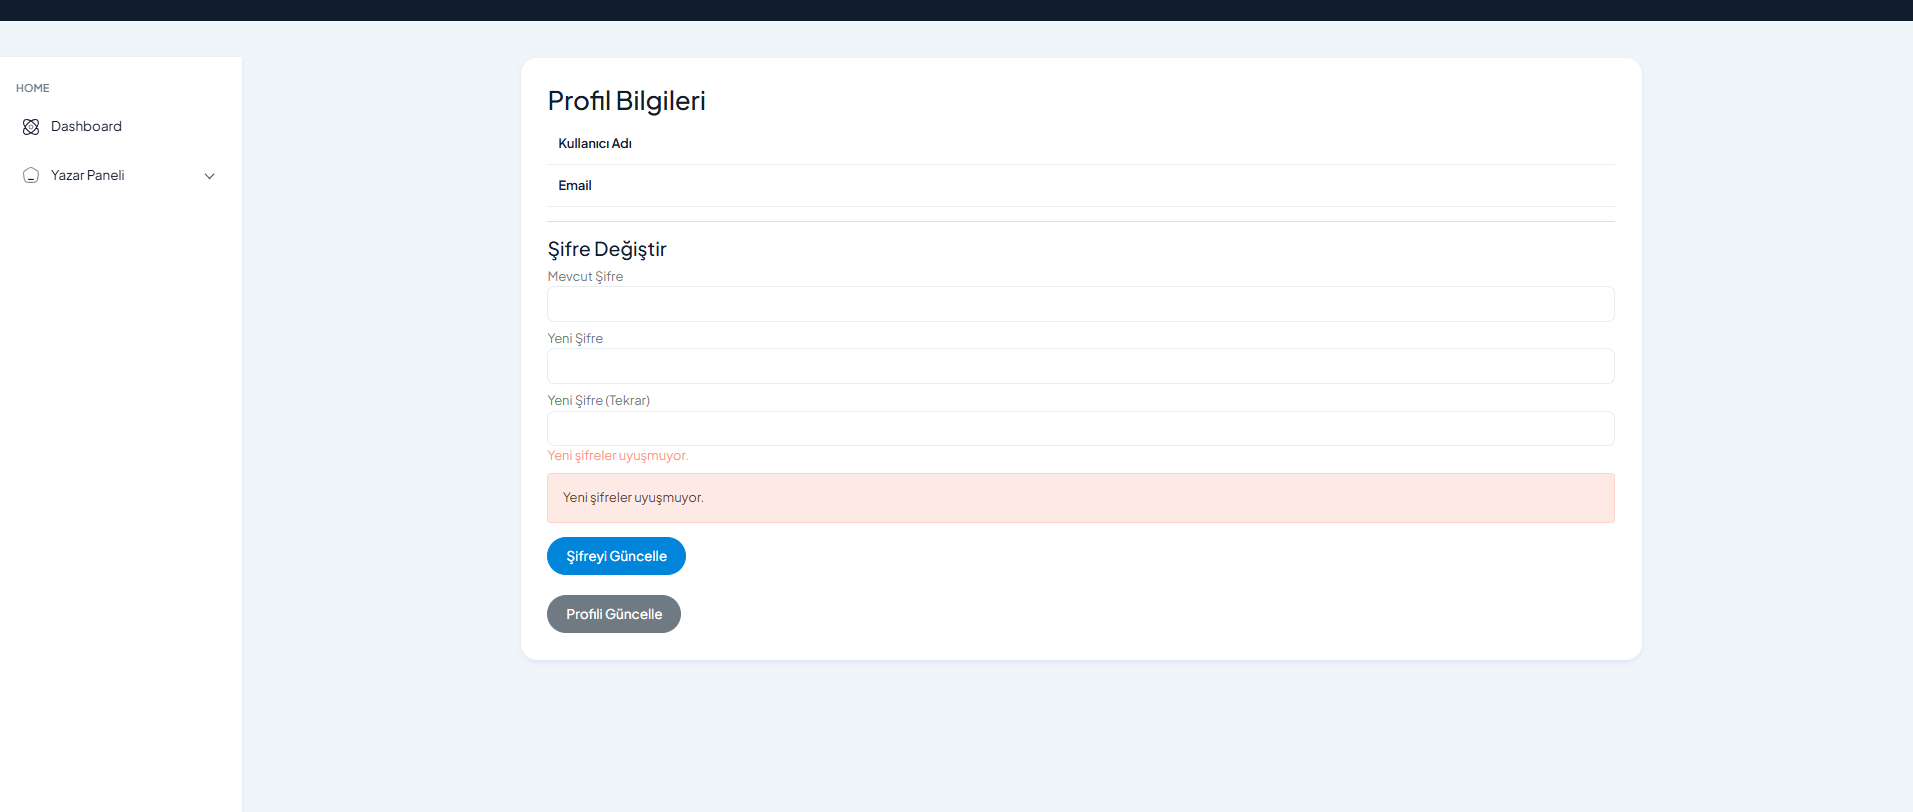 HOME
Dashboard
Yazar Paneli
Profil Bilgileri
Kullanıcı Adı
Email
Şifre Değiştir
Mevcut Şifre
Yeni Şifre
Yeni Şifre (Tekrar)
Yeni şifreler uyuşmuyor.
Yeni şifreler uyuşmuyor.
Şifreyi Güncelle
Profili Güncelle